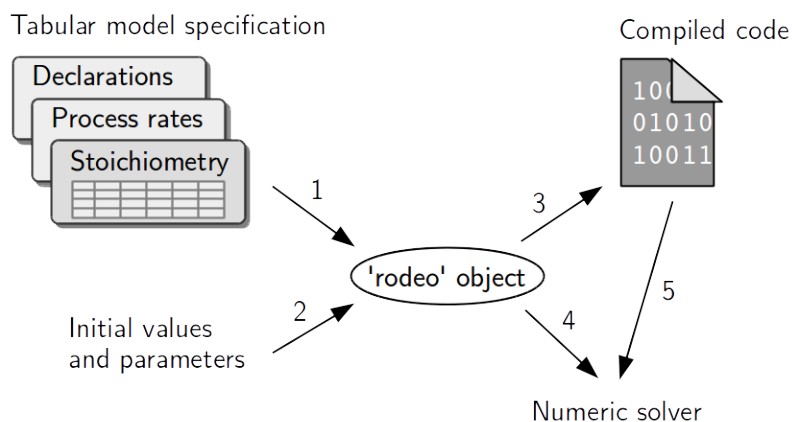 Tabular model specification
Compiled code
Declarations
Process rates
Stoichiometry
100
01010
10011
1
3
'rodeo' object
2
4
5
Initial values
and parameters
Numeric solver